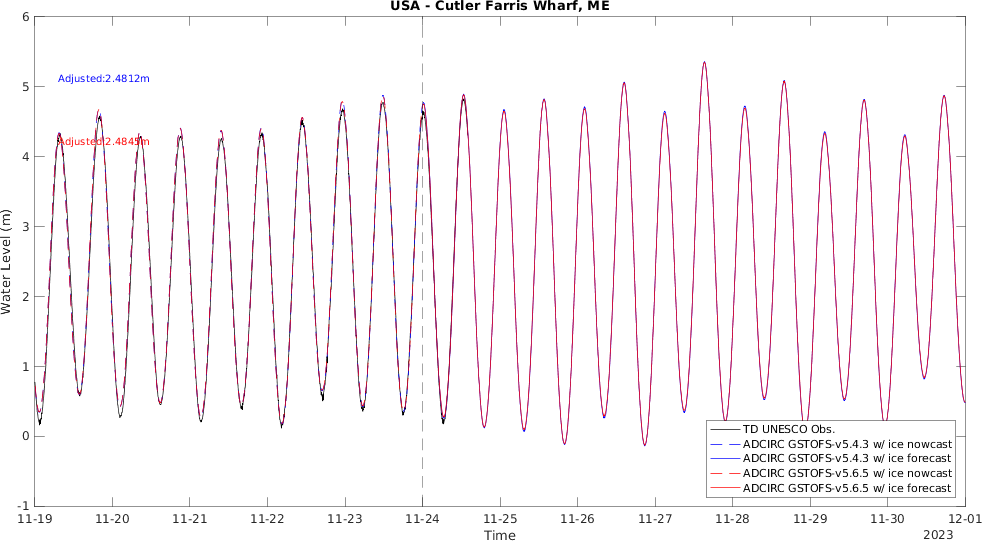 USA - Cutler Farris Wharf, ME
6
5
4
3
2
1
0
-1
Water Level (m)
Adjusted:2.4812m
Adjusted:2.4845m
TD UNESCO Obs.
ADCIRC GSTOFS-v5.4.3 w/ ice nowcast
ADCIRC GSTOFS-v5.4.3 w/ ice forecast
ADCIRC GSTOFS-v5.6.5 w/ ice nowcast
ADCIRC GSTOFS-v5.6.5 w/ ice forecast
11-19 11-20 11-21 11-22 11-23 11-24 11-25 11-26 11-27 11-28 11-29 11-30 12-01
Time
2023